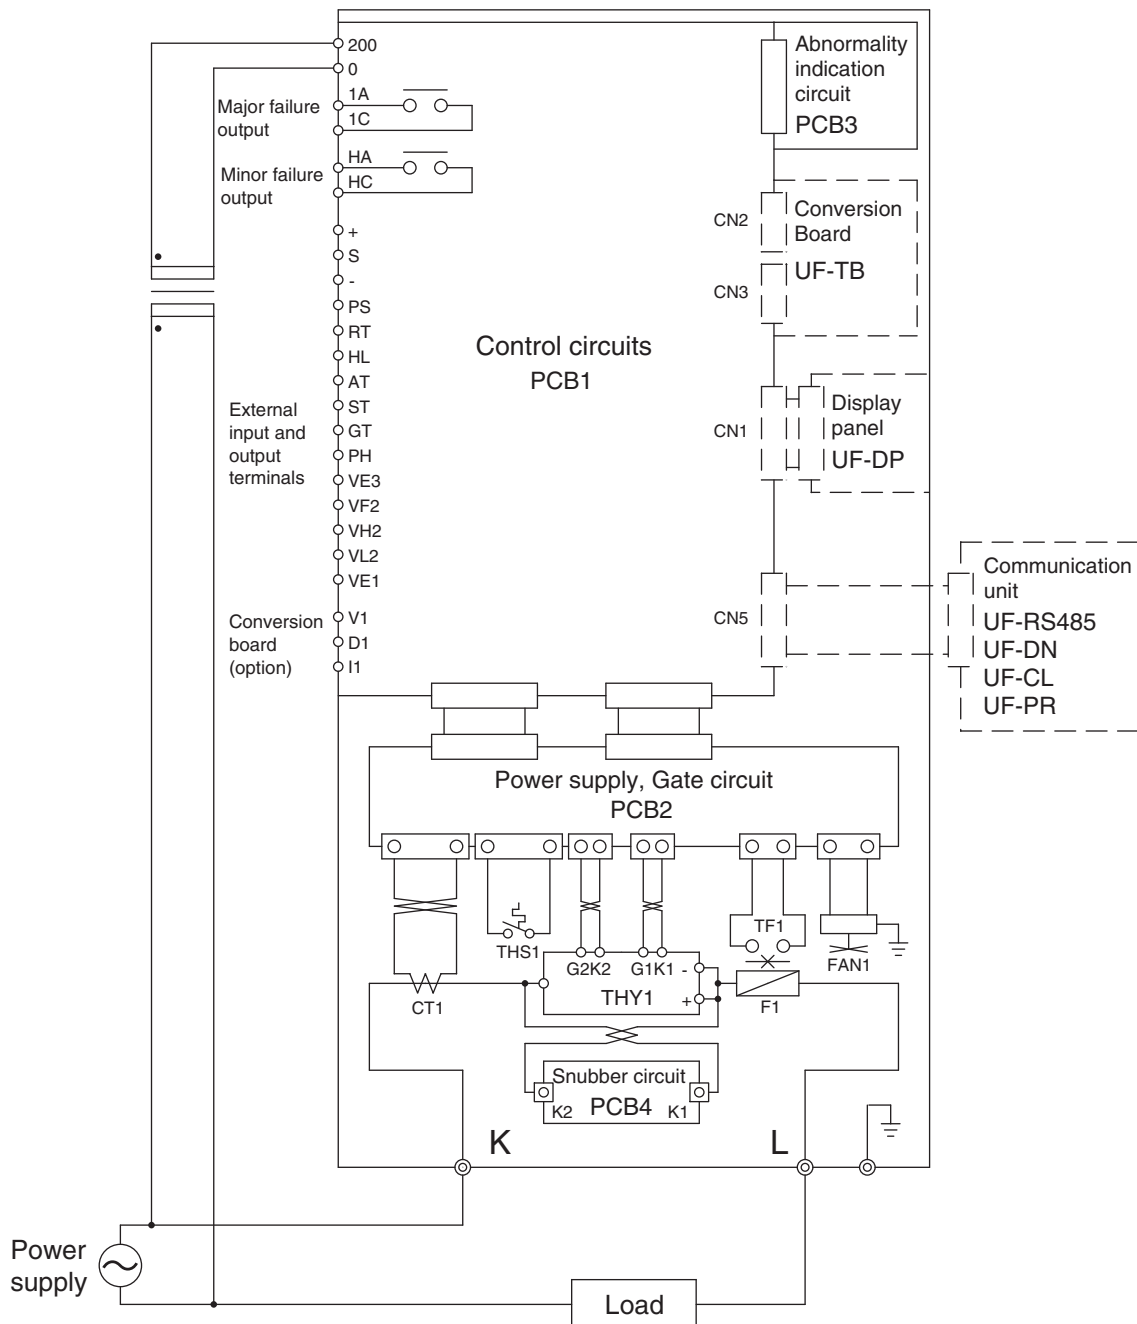 200
0
Major failure
output
1A
1C
Minor failure
output
HA
HC
+
S
-
PS
RT
HL
AT
ST
GT
PH
VE3
VF2
VH2
VL2
VE1
External
input and
output
terminals
V1
D1
I1
Conversion
board
(option)
Control circuits
PCB1
Abnormality
indication
circuit
PCB3
CN2
Conversion
Board
UF-TB
CN3
CN1
Display
panel
UF-DP
CN5
Communication
unit
UF-RS485
UF-DN
UF-CL
UF-PR
Power supply, Gate circuit
PCB2
THS1
TF1
FAN1
CT1
G2K2
G1K1
-
THY1
+
F1
Snubber circuit
PCB4
K2
K1
K
L
Power
supply
Load